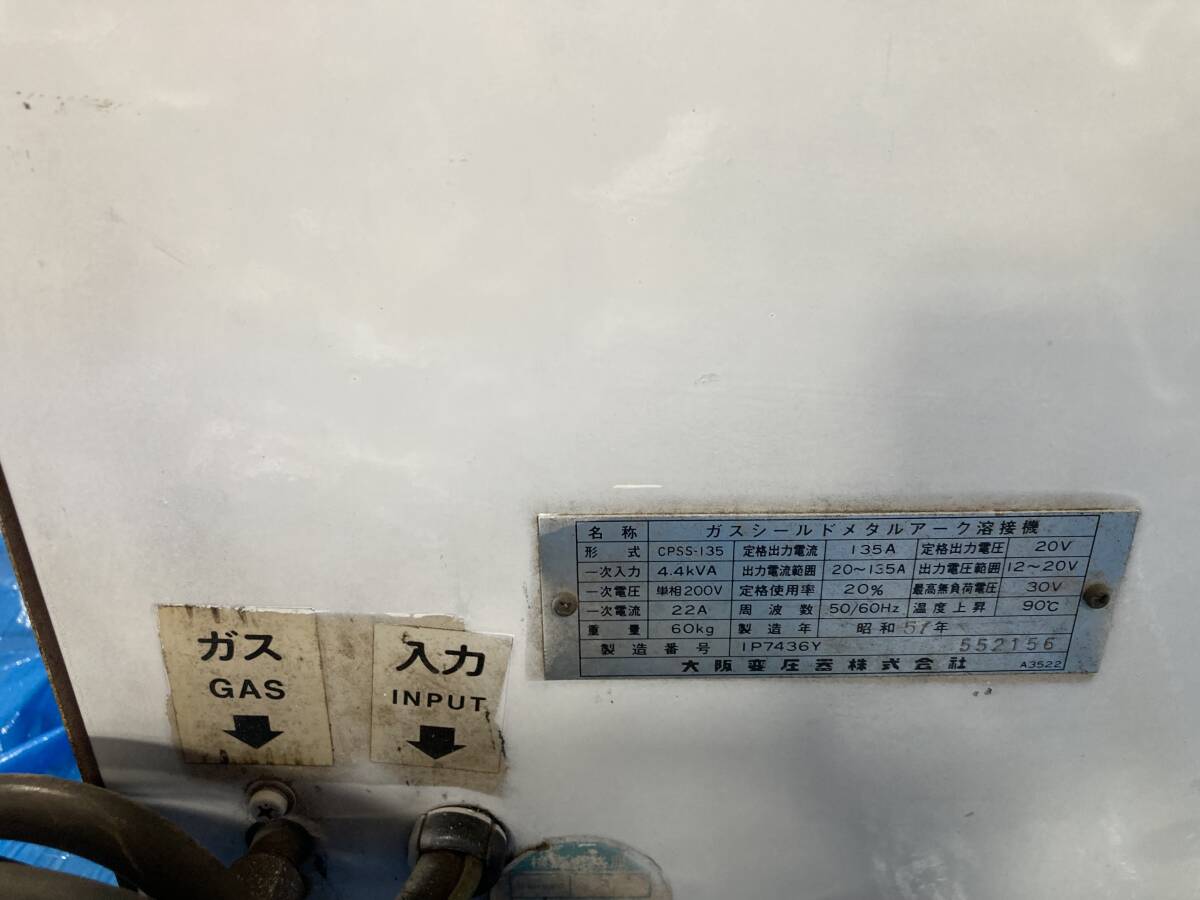 名称 ガスシールドメタルアーク溶接機
形式 CPSS-135 定格出力電流 135A 定格出力電圧 20V
一次入力 4.4kVA 出力電流範囲 20～135A 出力電圧範囲 12～20V
一次電圧 単相200V 定格使用率 20% 最高無負荷電圧 30V
一次電流 22A 周波数 50/60Hz 温度上昇 90℃
重量 60kg 製造年 昭和57年
製造番号 1P7436Y 552156
大阪変圧器株式会社 A3522
ガス
GAS
入力
INPUT